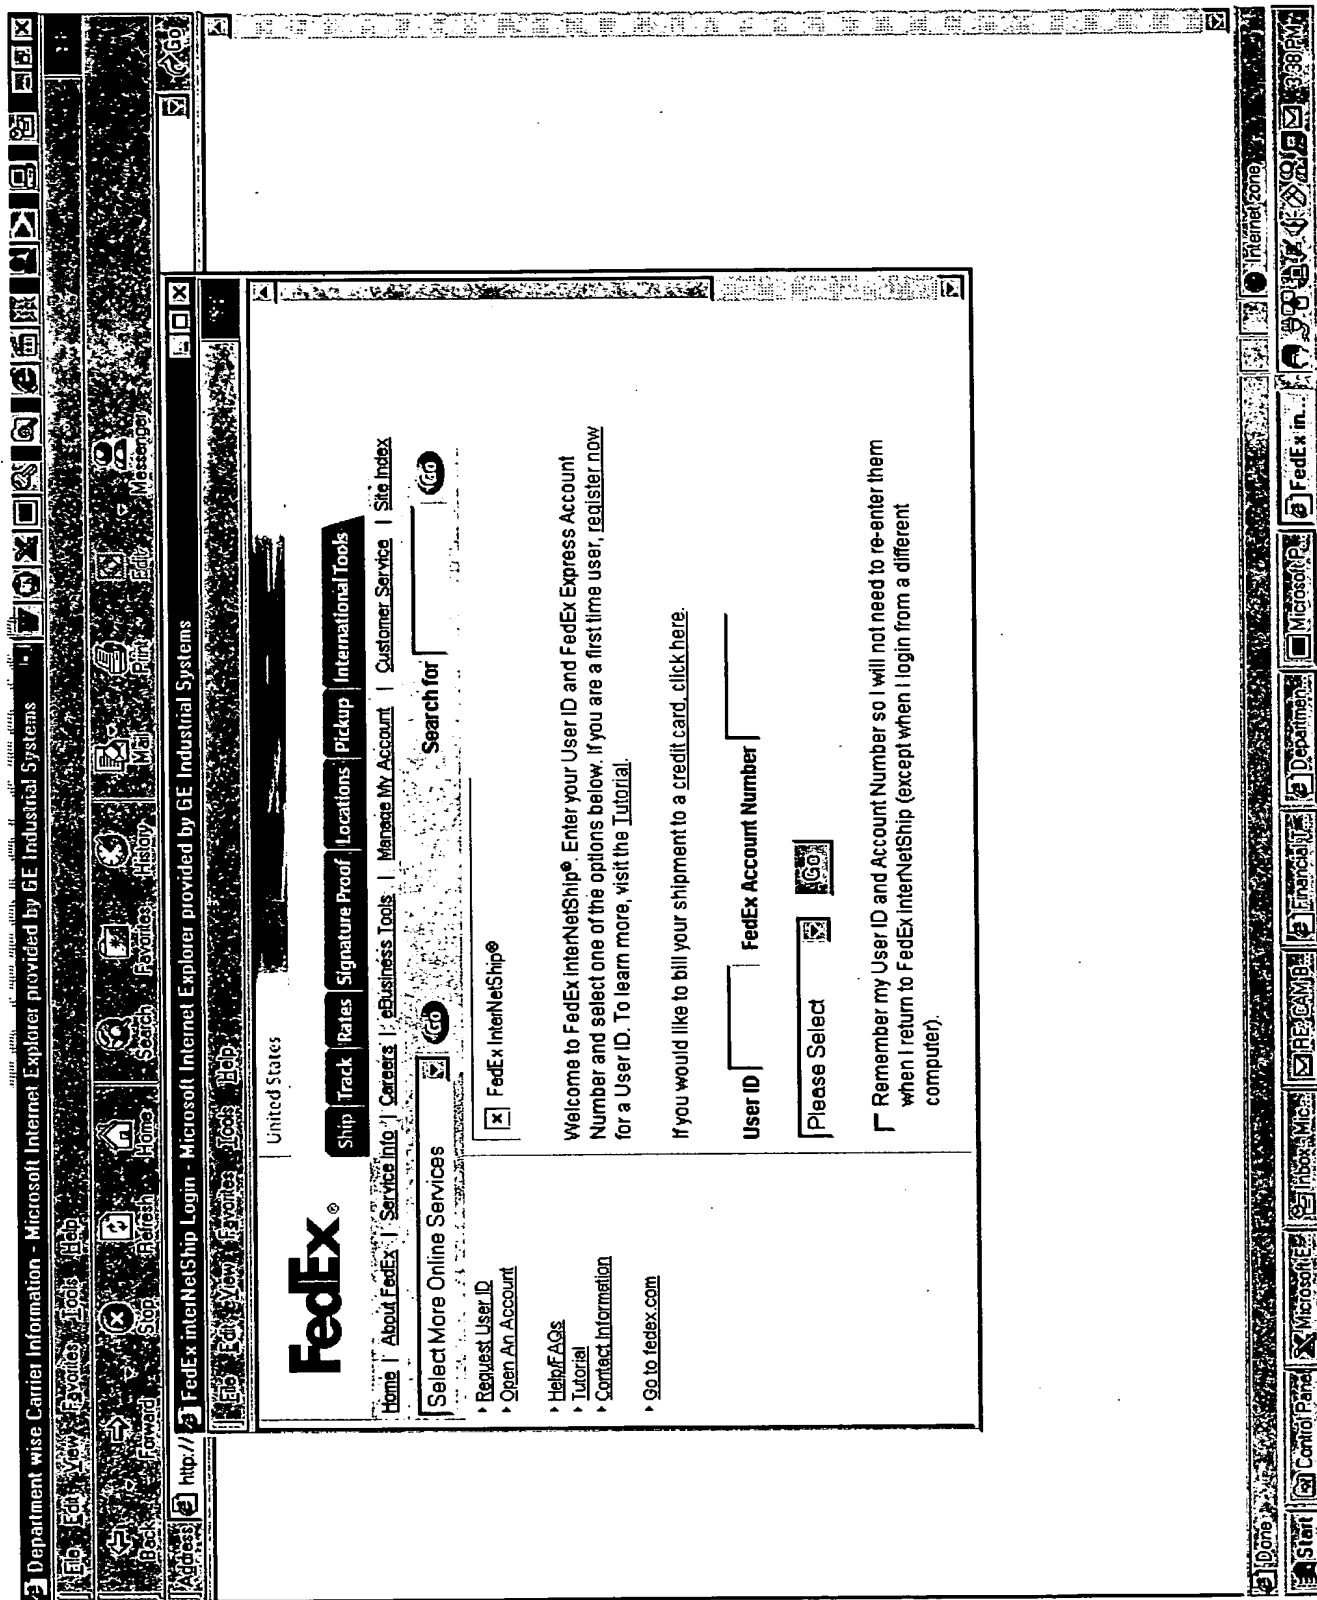 Department wise Carrier Information - Microsoft Internet Explorer provided by GE Industrial Systems
File Edit View Favorites Tools Help
Back Forward Stop Refresh Home Search Favorites History Mail Print Edit Messenger
Address http:// Go
FedEx interNetShip Login - Microsoft Internet Explorer provided by GE Industrial Systems
File Edit View Favorites Tools Help
United States
FedEx®
Ship Track Rates Signature Proof Locations Pickup International Tools
Home | About FedEx | Service Info | Careers | eBusiness Tools | Manage My Account | Customer Service | Site Index
Select More Online Services Go Search for Go
Request User ID
Open An Account
Help/FAQs
Tutorial
Contact Information
Go to fedex.com
FedEx InterNetShip®
Welcome to FedEx interNetShip®. Enter your User ID and FedEx Express Account
Number and select one of the options below. If you are a first time user, register now
for a User ID. To learn more, visit the Tutorial.
If you would like to bill your shipment to a credit card, click here.
User ID FedEx Account Number
Please Select Go
Remember my User ID and Account Number so I will not need to re-enter them
when I return to FedEx interNetShip (except when I login from a different
computer).
Done Internet zone
Start Control Panel Microsoft E Inbox - Micr Financial Department Microsoft P FedEx in... 3:38 PM